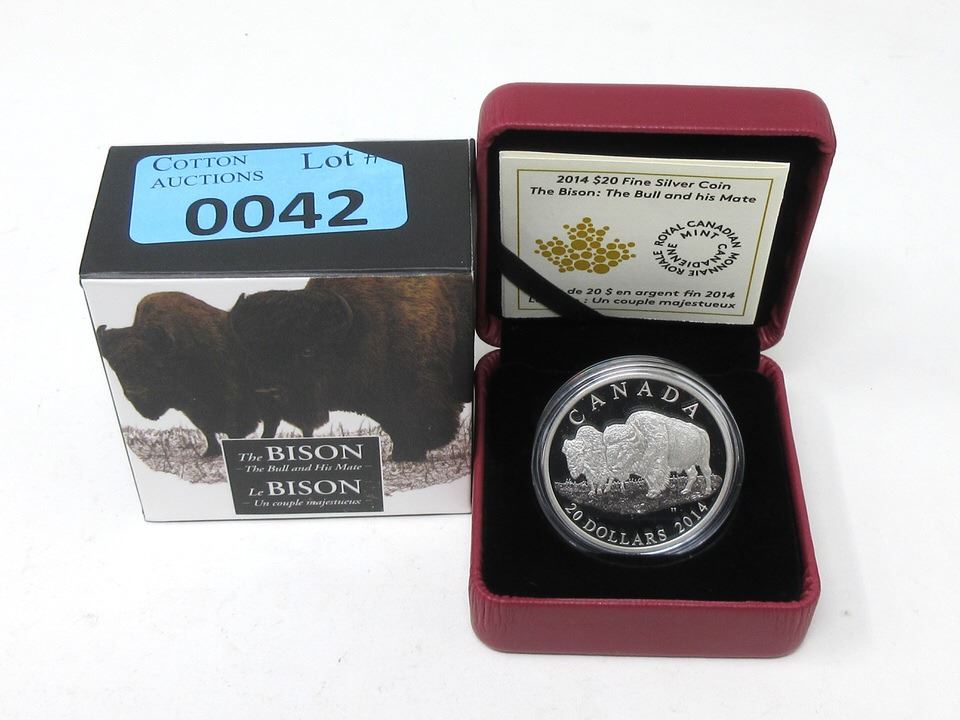 COTTON Lot #
AUCTIONS
0042
The BISON
The Bull and His Mate
Le BISON
Un couple majestueux
2014 $20 Fine Silver Coin
The Bison: The Bull and his Mate
ROYAL CANADIAN MINT
MONNAIE ROYALE CANADIENNE
de 20 $ en argent fin 2014
: Un couple majestueux
CANADA
20 DOLLARS 2014